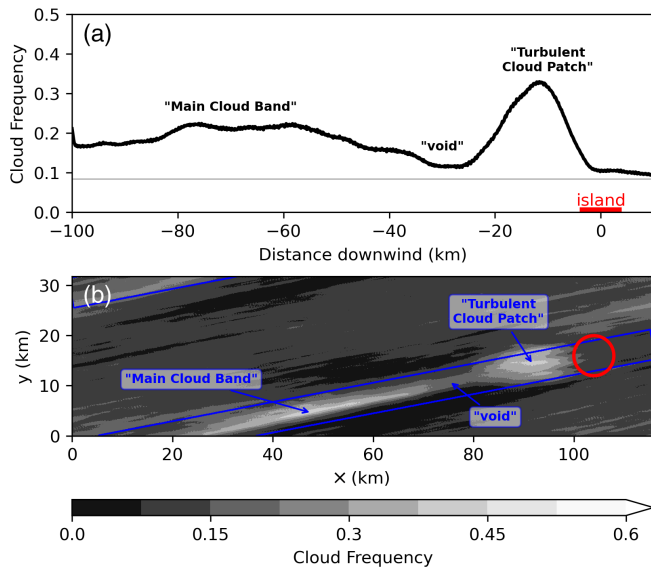 (a)
Cloud Frequency
0.5
0.4
0.3
0.2
0.1
0.0
"Main Cloud Band"
"void"
"Turbulent
Cloud Patch"
island
−100
−80
−60
−40
−20
0
Distance downwind (km)
(b)
y (km)
30
20
10
0
"Main Cloud Band"
"Turbulent
Cloud Patch"
"void"
0
20
40
60
80
100
× (km)
0.0
0.15
0.3
0.45
0.6
Cloud Frequency